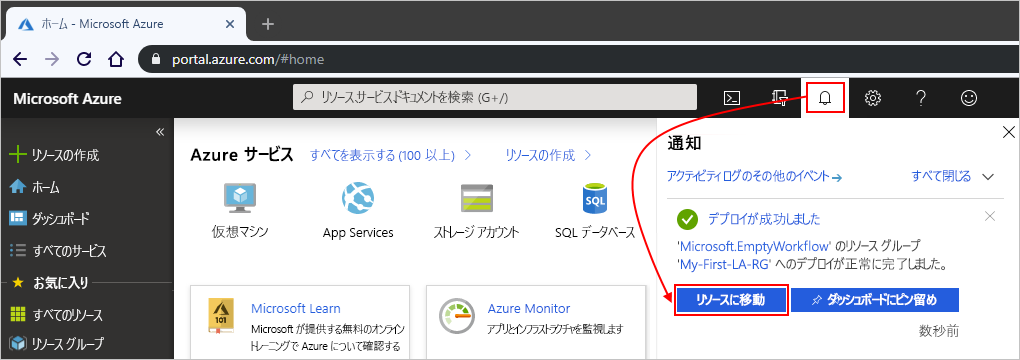 ホーム - Microsoft Azure
portal.azure.com/#home
Microsoft Azure
リソース、サービス、ドキュメントを検索 (G+/)
リソースの作成
ホーム
ダッシュボード
すべてのサービス
お気に入り
すべてのリソース
リソース グループ
Azure サービス
すべてを表示する (100 以上)
リソースの作成
仮想マシン
App Services
ストレージ アカウント
SQL
SQL データベース
101
Microsoft Learn
Microsoft が提供する無料のオンライン
トレーニングで Azure について確認する
Azure Monitor
アプリとインフラストラクチャを監視します
通知
アクティビティ ログのその他のイベント
すべて閉じる
デプロイが成功しました
'Microsoft.EmptyWorkflow' のリソース グループ
'My-First-LA-RG' へのデプロイが正常に完了しました。
リソースに移動
ダッシュボードにピン留め
数秒前